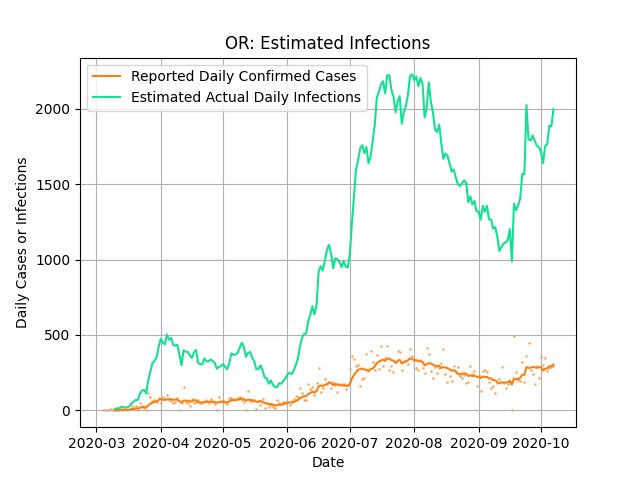 OR: Estimated Infections
Reported Daily Confirmed Cases
Estimated Actual Daily Infections
Daily Cases or Infections
2000
1500
1000
500
0
2020-03 2020-04 2020-05 2020-06 2020-07 2020-08 2020-09 2020-10
Date